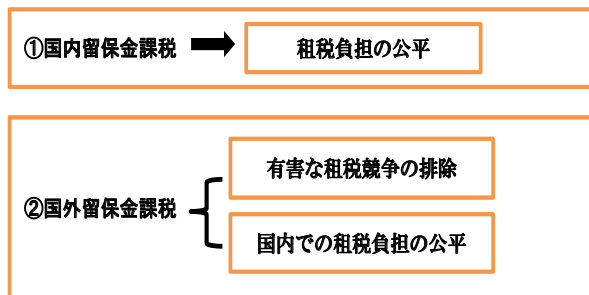 ①国内留保金課税
租税負担の公平
有害な租税競争の排除
②国外留保金課税
国内での租税負担の公平